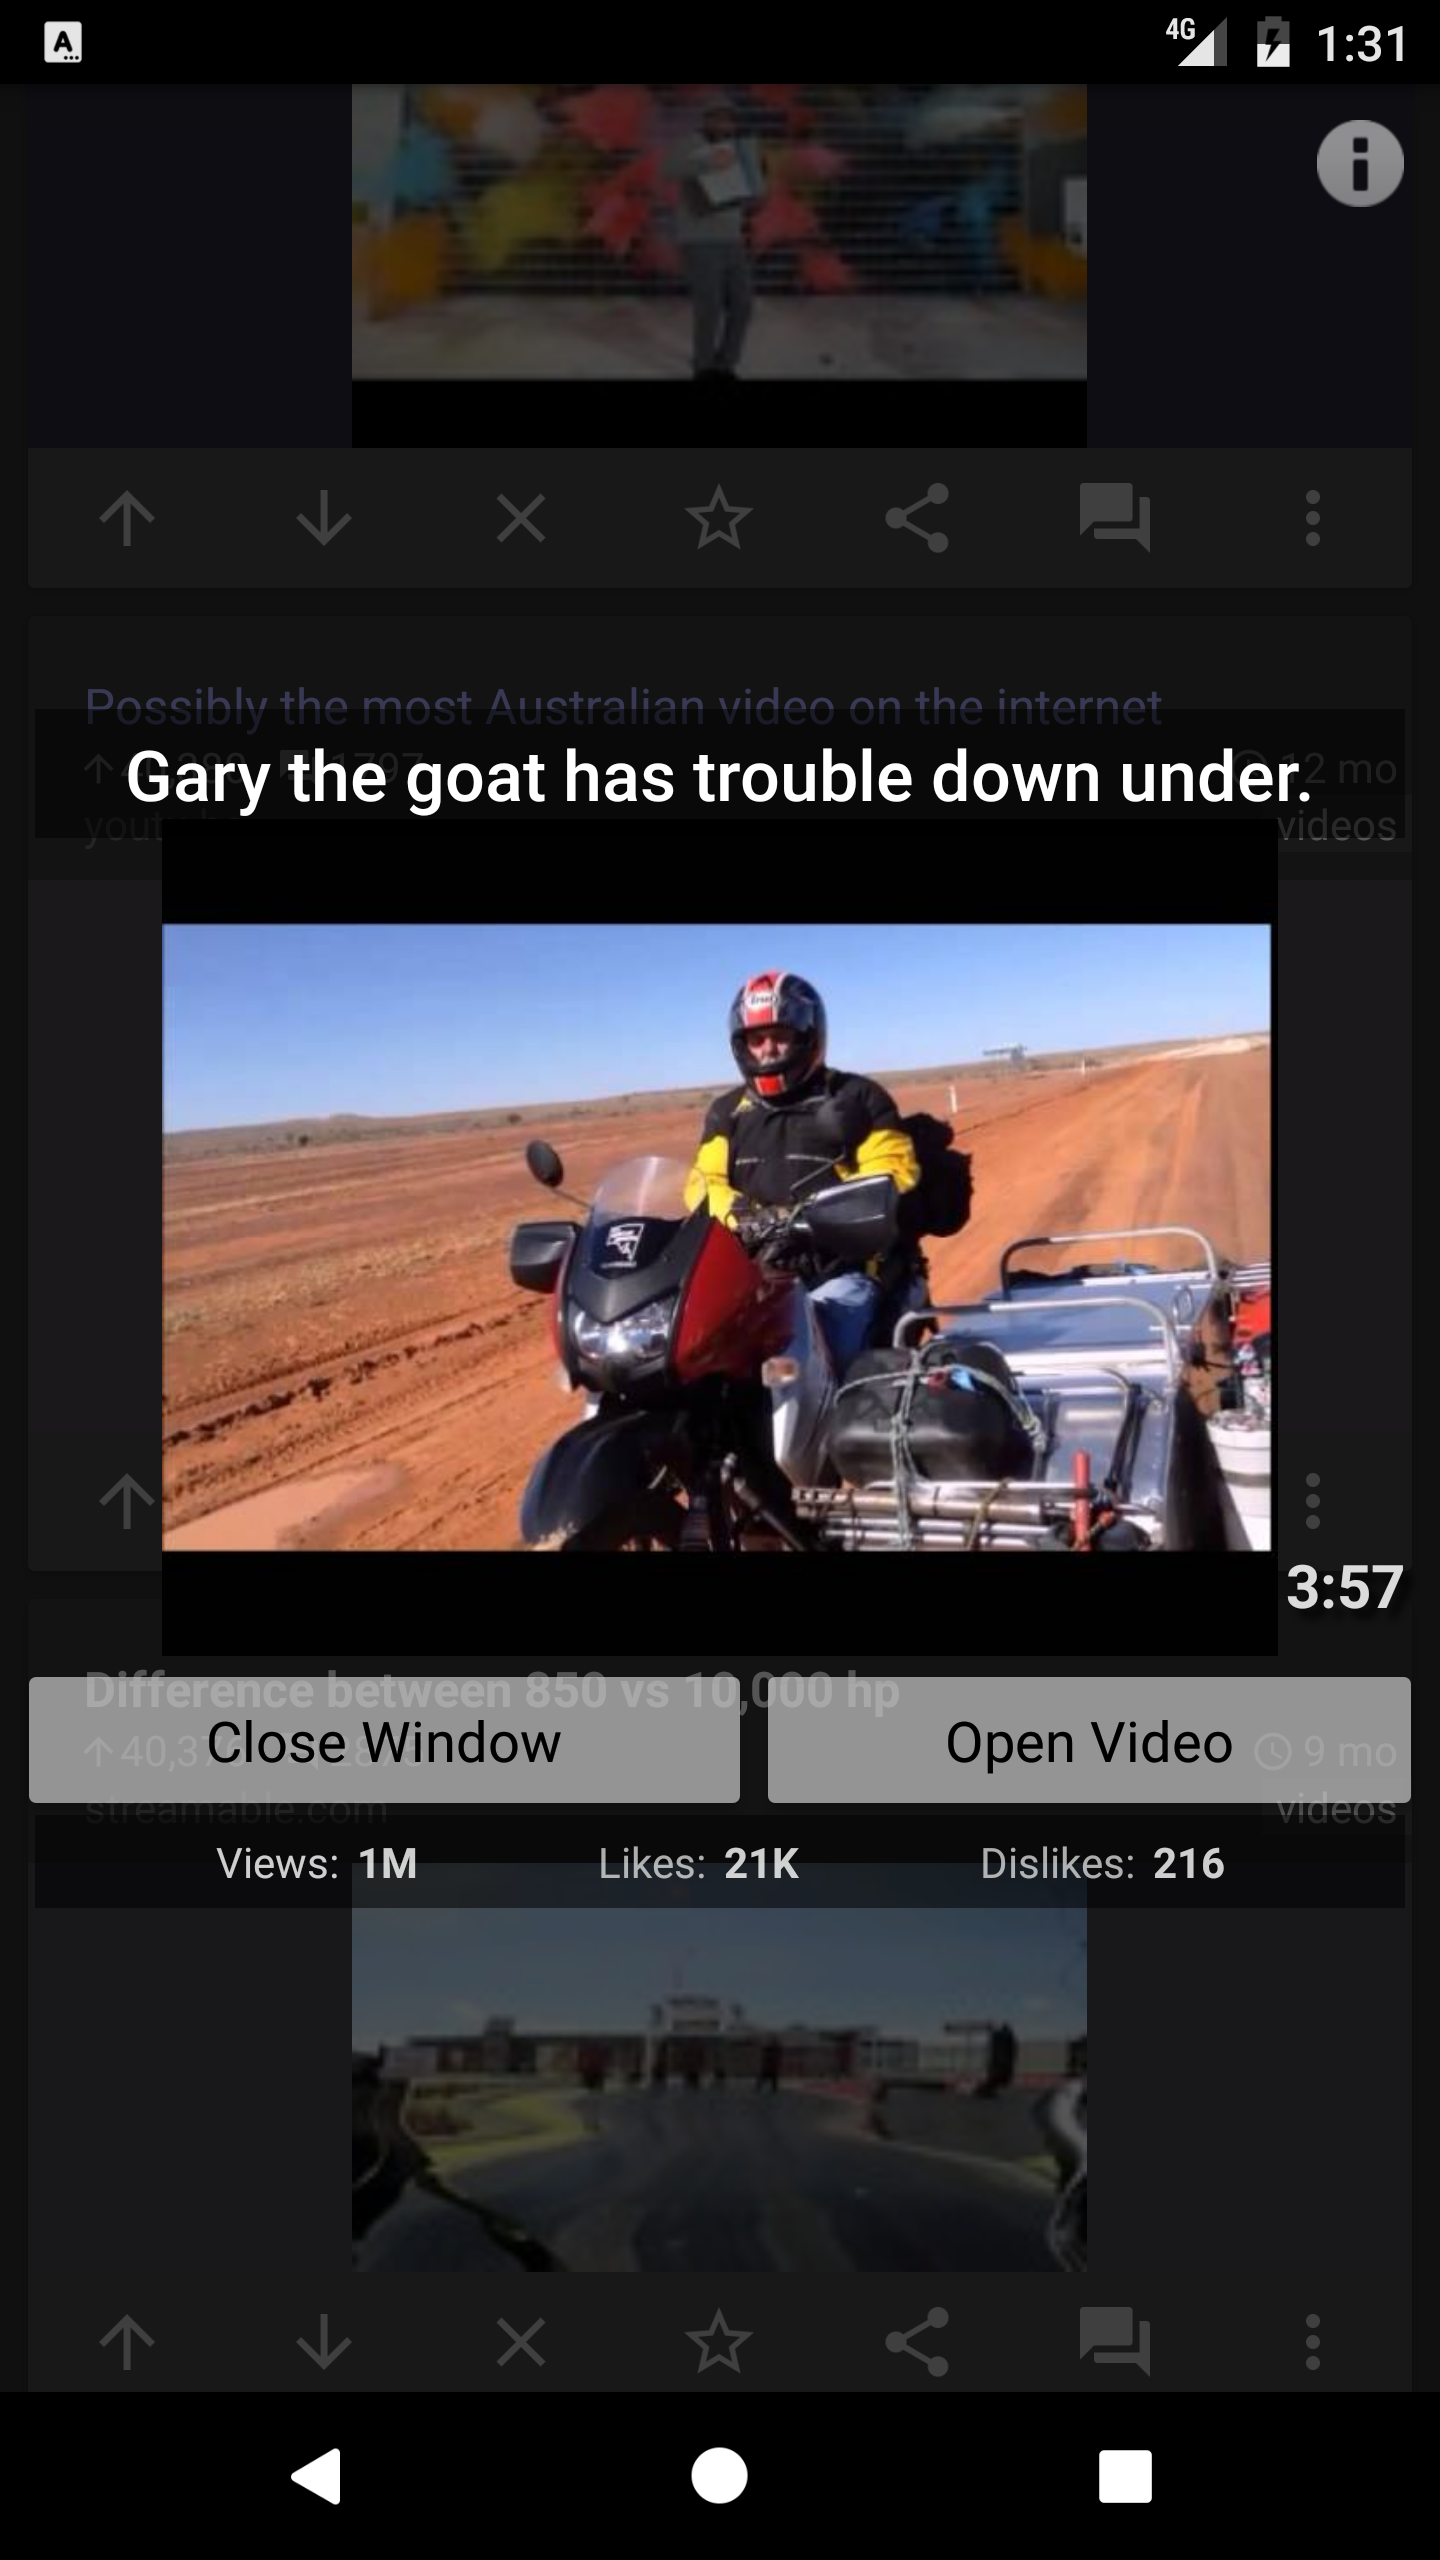 4G 1:31
Possibly the most Australian video on the internet
1797 12 mo
Gary the goat has trouble down under.
videos
3:57
Difference between 850 vs 10,000 hp
Close Window Open Video
9 mo
streamable.com videos
Views: 1M Likes: 21K Dislikes: 216